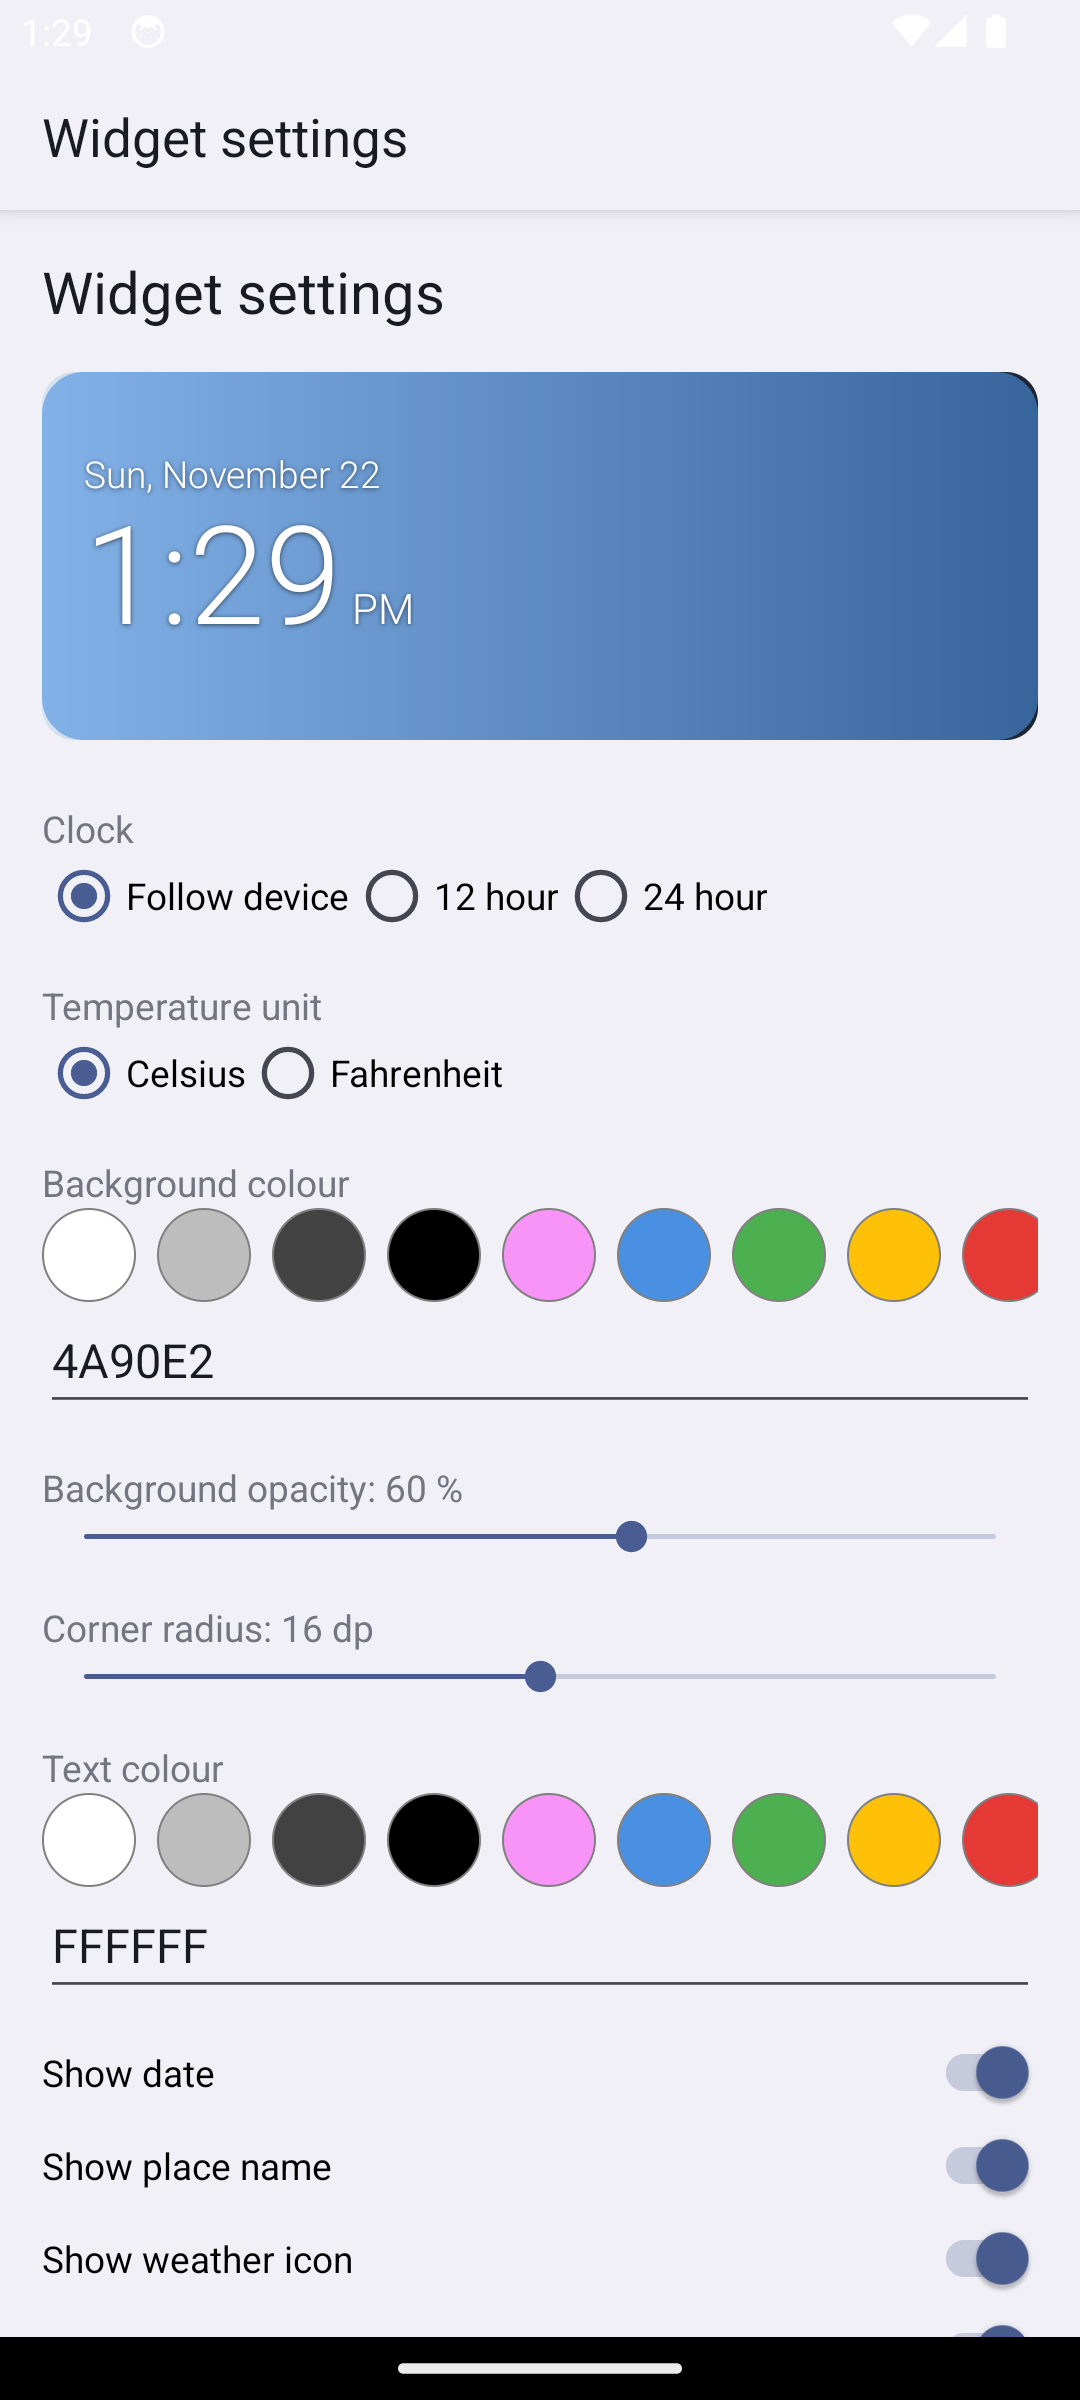 1:29
Widget settings
Widget settings
Sun, November 22
1:29 PM
Clock
Follow device 12 hour 24 hour
Temperature unit
Celsius Fahrenheit
Background colour
4A90E2
Background opacity: 60 %
Corner radius: 16 dp
Text colour
FFFFFF
Show date
Show place name
Show weather icon